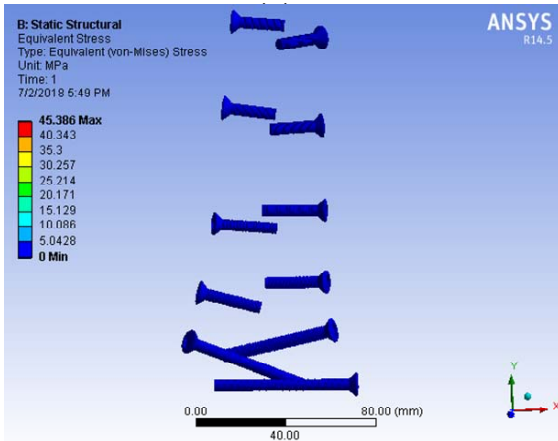 B: Static Structural
Equivalent Stress
Type: Equivalent (von-Mises) Stress
Unit: MPa
Time: 1
7/2/2018 5:49 PM
45.386 Max
40.343
35.3
30.257
25.214
20.171
15.129
10.086
5.0428
0 Min
ANSYS
R14.5
0.00
80.00 (mm)
40.00
Y
X